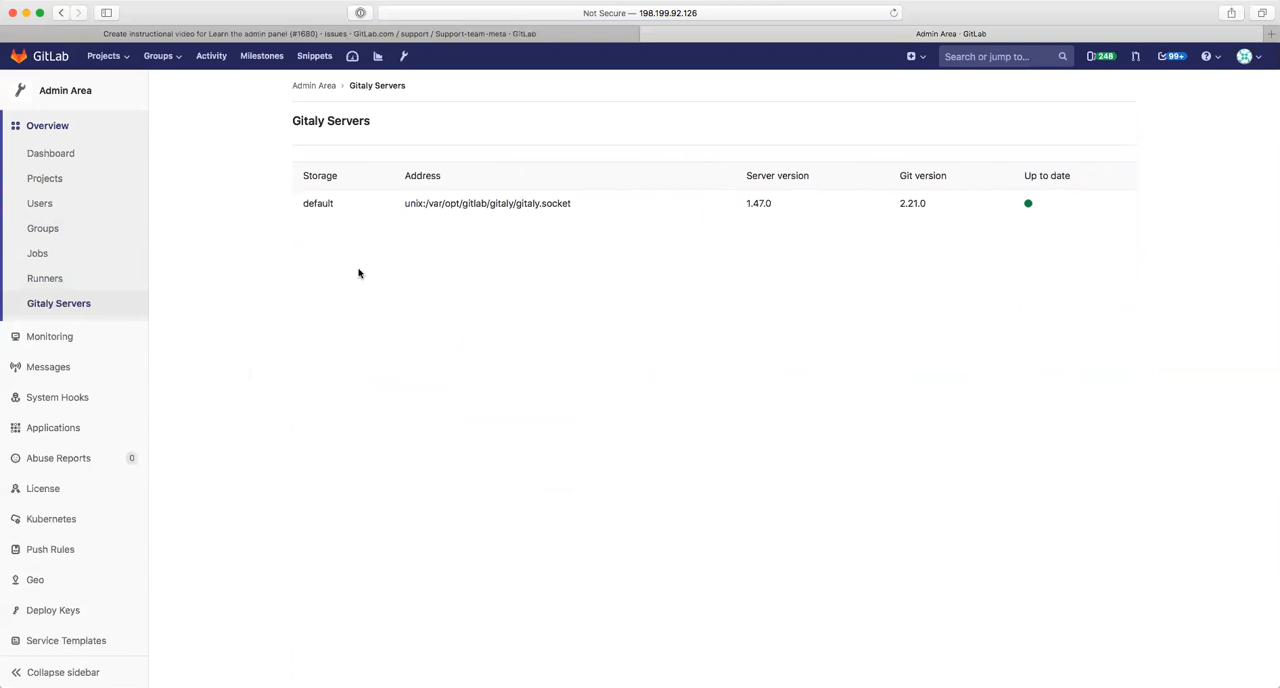 Not Secure — 198.199.92.126
Create instructional video for Learn the admin panel (#1680) · Issues · GitLab.com / support / Support-team-meta · GitLab
Admin Area · GitLab
GitLab Projects Groups Activity Milestones Snippets Search or jump to... 248 99+
Admin Area
Overview
Dashboard
Projects
Users
Groups
Jobs
Runners
Gitaly Servers
Monitoring
Messages
System Hooks
Applications
Abuse Reports 0
License
Kubernetes
Push Rules
Geo
Deploy Keys
Service Templates
Collapse sidebar
Admin Area › Gitaly Servers
Gitaly Servers
Storage Address Server version Git version Up to date
default unix:/var/opt/gitlab/gitaly/gitaly.socket 1.47.0 2.21.0